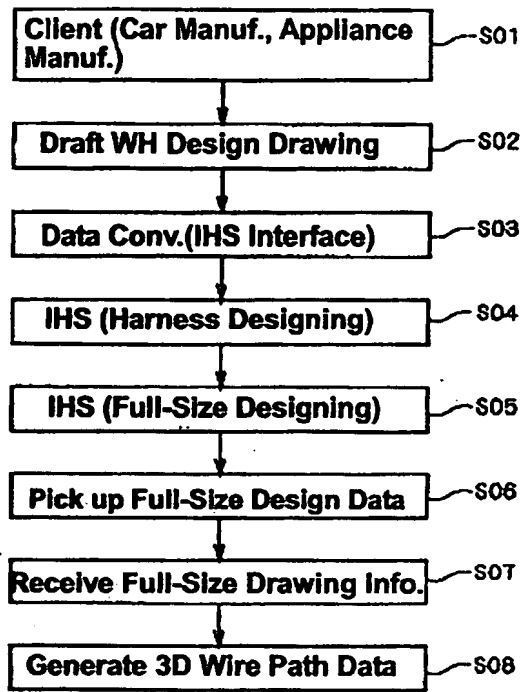 Client (Car Manuf., Appliance
Manuf.)
S01
Draft WH Design Drawing
S02
Data Conv.(IHS Interface)
S03
IHS (Harness Designing)
S04
IHS (Full-Size Designing)
S05
Pick up Full-Size Design Data
S06
Receive Full-Size Drawing Info.
S07
Generate 3D Wire Path Data
S08